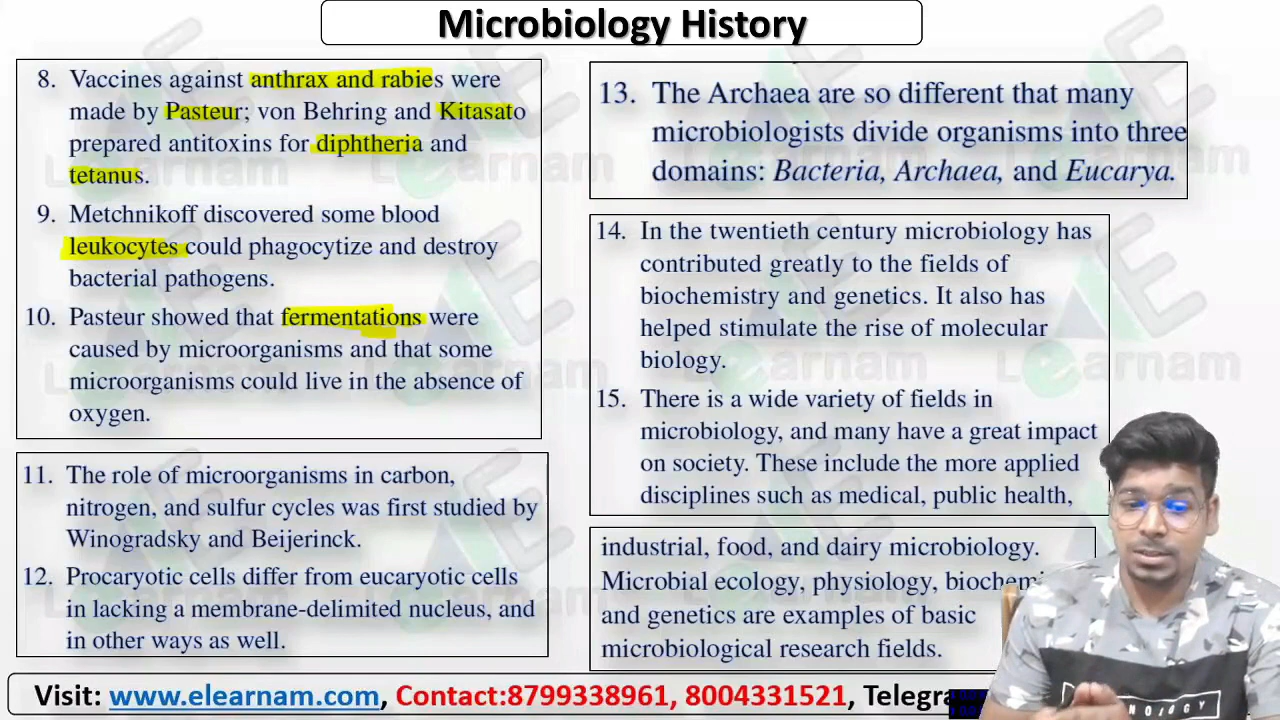 Microbiology History
8. Vaccines against anthrax and rabies were
made by Pasteur; von Behring and Kitasato
prepared antitoxins for diphtheria and
tetanus.
9. Metchnikoff discovered some blood
leukocytes could phagocytize and destroy
bacterial pathogens.
10. Pasteur showed that fermentations were
caused by microorganisms and that some
microorganisms could live in the absence of
oxygen.
11. The role of microorganisms in carbon,
nitrogen, and sulfur cycles was first studied by
Winogradsky and Beijerinck.
12. Procaryotic cells differ from eucaryotic cells
in lacking a membrane-delimited nucleus, and
in other ways as well.
13. The Archaea are so different that many
microbiologists divide organisms into three
domains: Bacteria, Archaea, and Eucarya.
14. In the twentieth century microbiology has
contributed greatly to the fields of
biochemistry and genetics. It also has
helped stimulate the rise of molecular
biology.
15. There is a wide variety of fields in
microbiology, and many have a great impact
on society. These include the more applied
disciplines such as medical, public health,
industrial, food, and dairy microbiology.
Microbial ecology, physiology, biochemi
and genetics are examples of basic
microbiological research fields.
Visit: www.elearnam.com, Contact:8799338961, 8004331521, Telegra